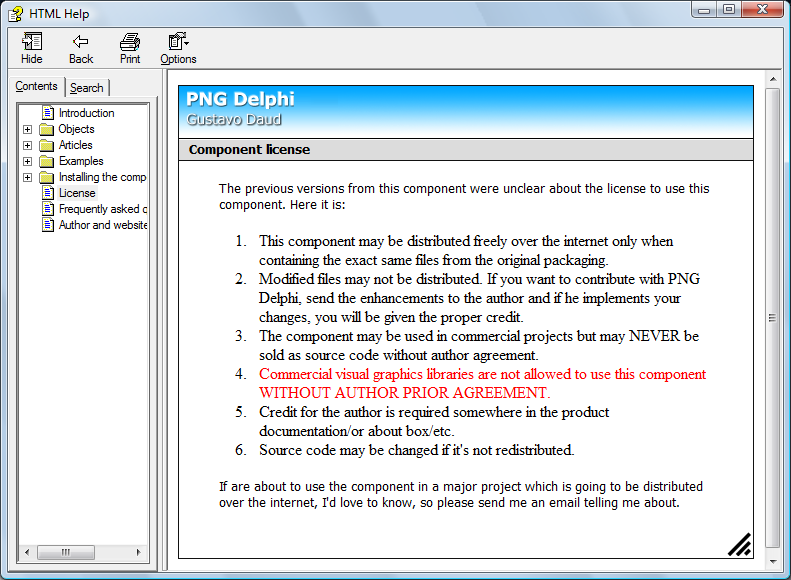 HTML Help
Hide
Back
Print
Options
Contents
Search
Introduction
Objects
Articles
Examples
Installing the comp
License
Frequently asked q
Author and website
PNG Delphi
Gustavo Daud
Component license
The previous versions from this component were unclear about the license to use this
component. Here it is:
1. This component may be distributed freely over the internet only when
containing the exact same files from the original packaging.
2. Modified files may not be distributed. If you want to contribute with PNG
Delphi, send the enhancements to the author and if he implements your
changes, you will be given the proper credit.
3. The component may be used in commercial projects but may NEVER be
sold as source code without author agreement.
4. Commercial visual graphics libraries are not allowed to use this component
WITHOUT AUTHOR PRIOR AGREEMENT.
5. Credit for the author is required somewhere in the product
documentation/or about box/etc.
6. Source code may be changed if it's not redistributed.
If are about to use the component in a major project which is going to be distributed
over the internet, I'd love to know, so please send me an email telling me about.